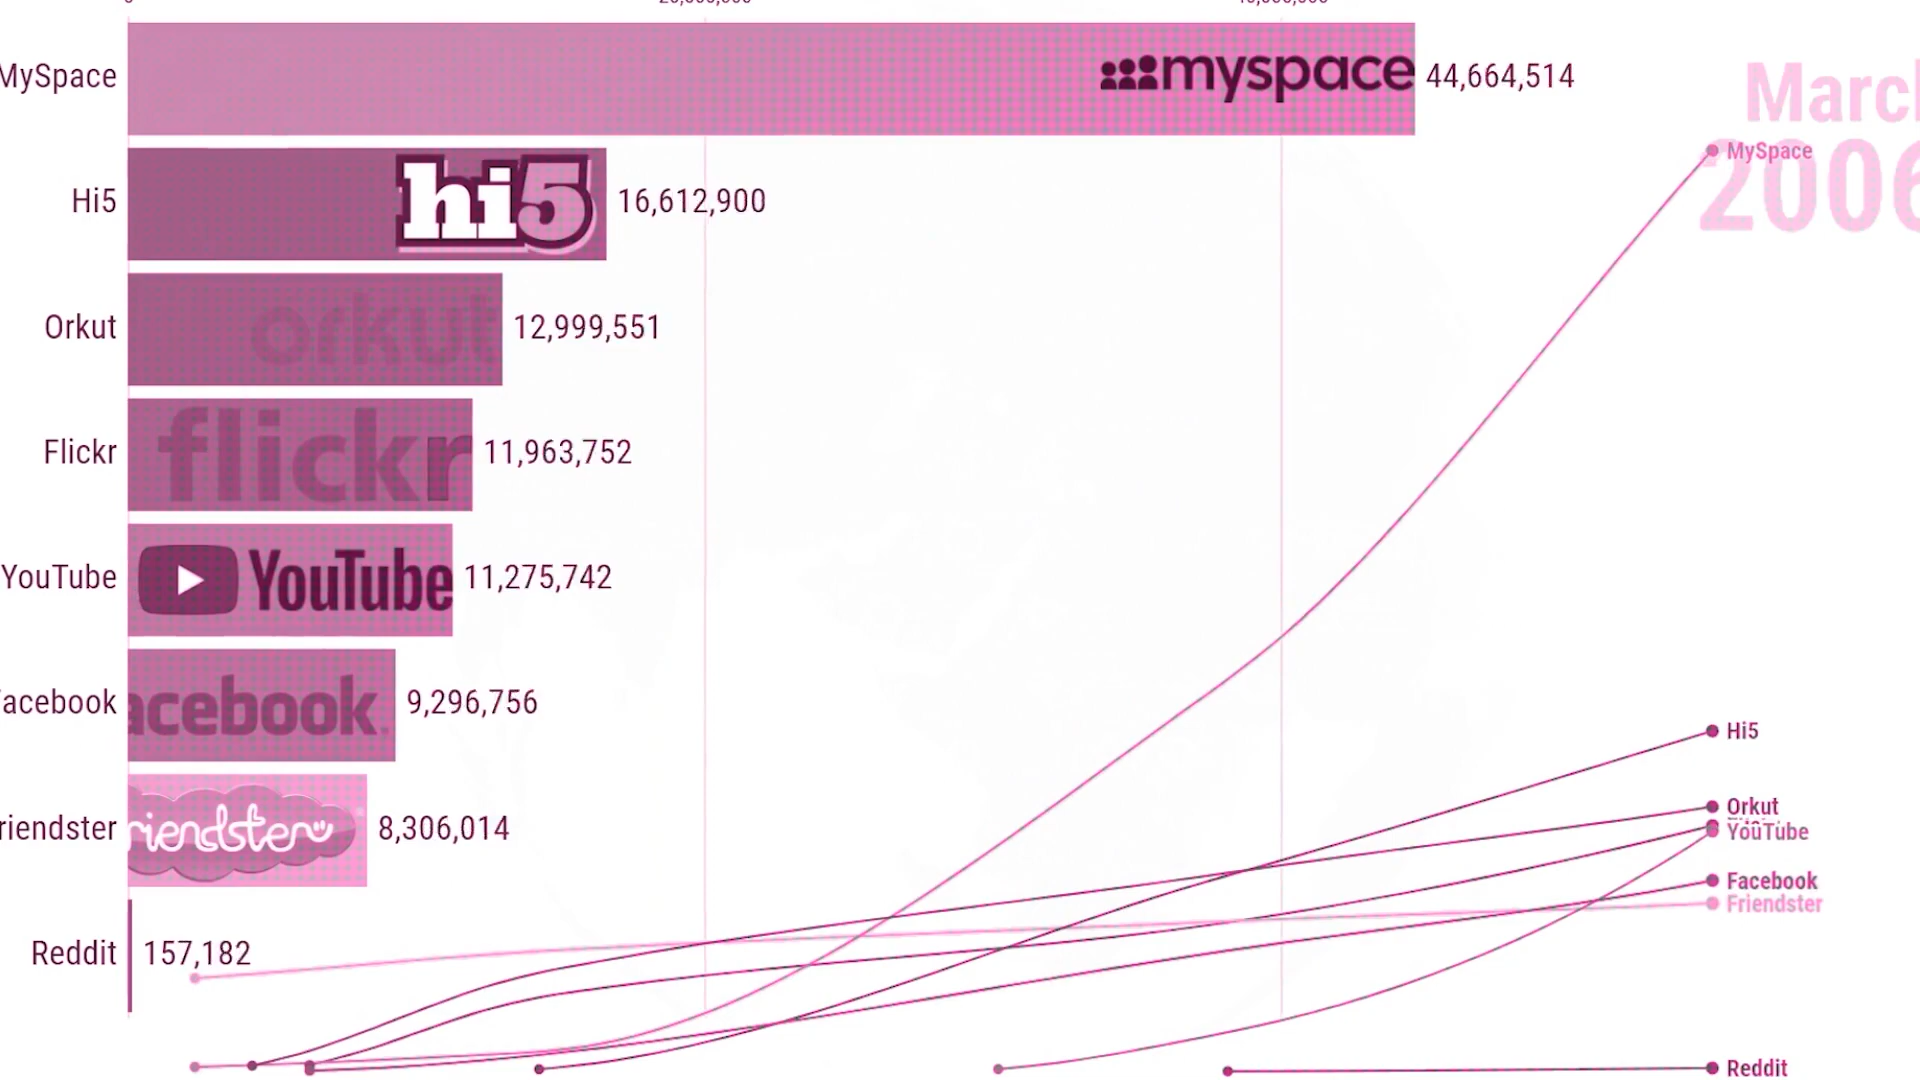 MySpace
myspace
44,664,514
Marc
2006
MySpace
Hi5
hi5
16,612,900
Orkut
orkut
12,999,551
Flickr
flickr
11,963,752
YouTube
YouTube
11,275,742
acebook
acebook
9,296,756
Hi5
riendster
riendster
8,306,014
Orkut
YouTube
Facebook
Friendster
Reddit
157,182
Reddit